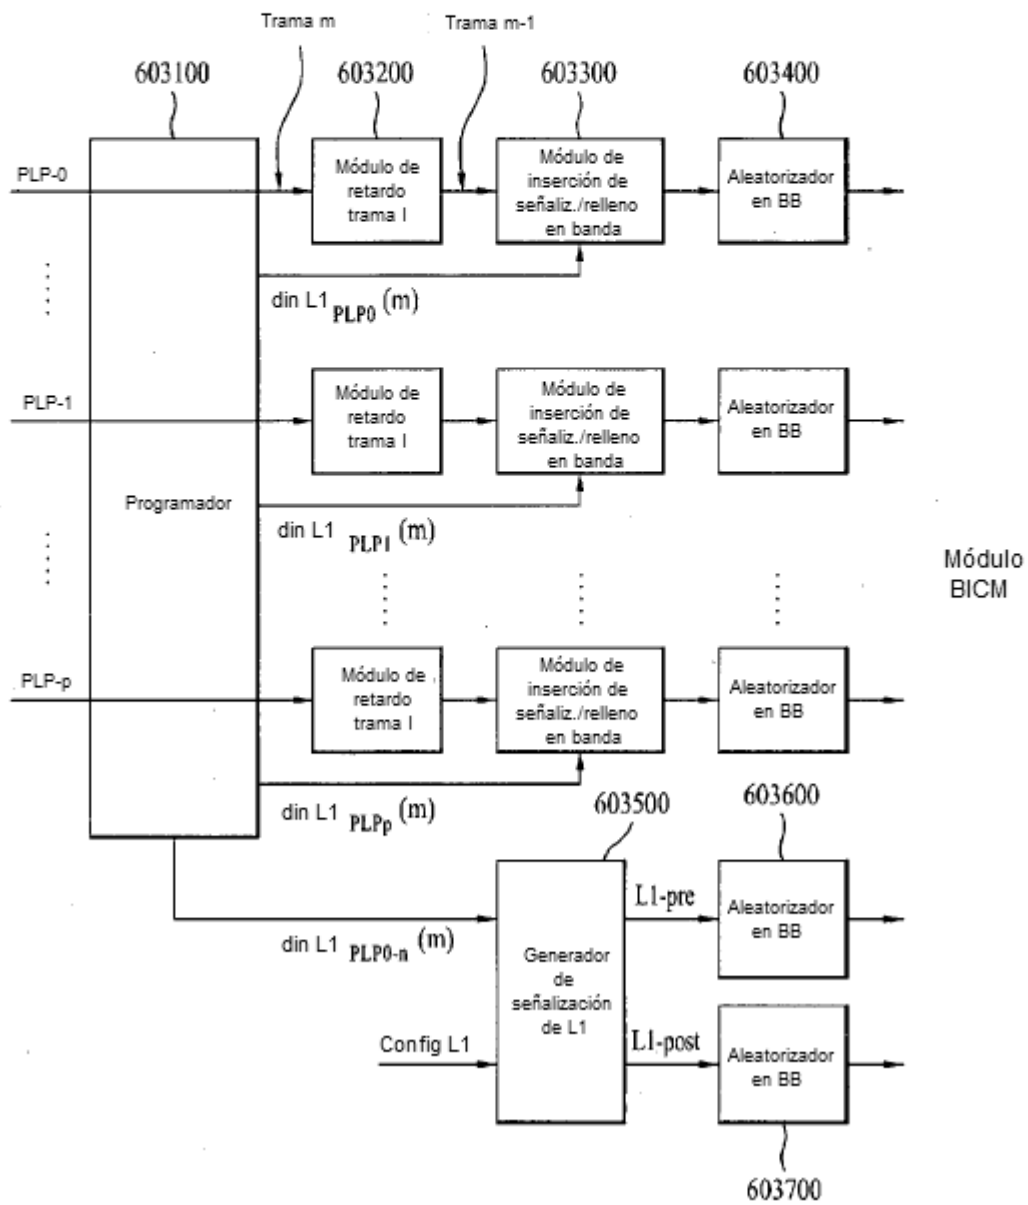 Trama m
Trama m-1
603100
603200
603300
603400
PLP-0
Módulo de
retardo
trama I
Módulo de
inserción de
señaliz./relleno
en banda
Aleatorizador
en BB
din L1 PLP0 (m)
PLP-1
Módulo de
retardo
trama I
Módulo de
inserción de
señaliz./relleno
en banda
Aleatorizador
en BB
Programador
din L1 PLP1 (m)
Módulo
BICM
PLP-p
Módulo de
retardo
trama I
Módulo de
inserción de
señaliz./relleno
en banda
Aleatorizador
en BB
din L1 PLPp (m)
603500
603600
L1-pre
Aleatorizador
en BB
din L1 PLP0-n (m)
Generador
de
señalización
de L1
Config L1
L1-post
Aleatorizador
en BB
603700